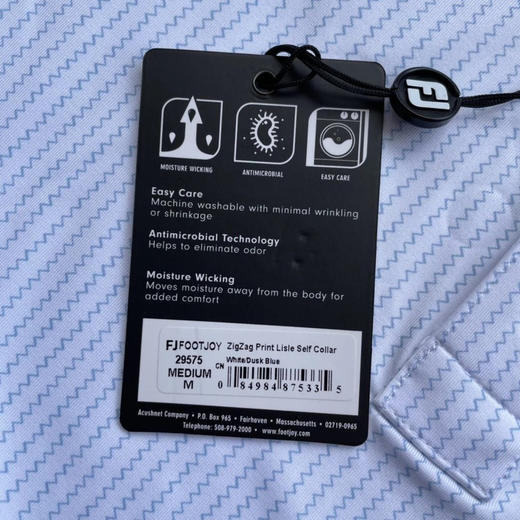 FJ
MOISTURE WICKING
ANTIMICROBIAL
EASY CARE
Easy Care
Machine washable with minimal wrinkling
or shrinkage
Antimicrobial Technology
Helps to eliminate odor
Moisture Wicking
Moves moisture away from the body for
added comfort
FJ FOOTJOY ZigZag Print Lisle Self Collar
29575 CN White/Dusk Blue
MEDIUM
M
0 84984 87533 5
Acushnet Company • P.O. Box 965 • Fairhaven • Massachusetts • 02719-0965
Telephone: 508-979-2000 • www.footjoy.com